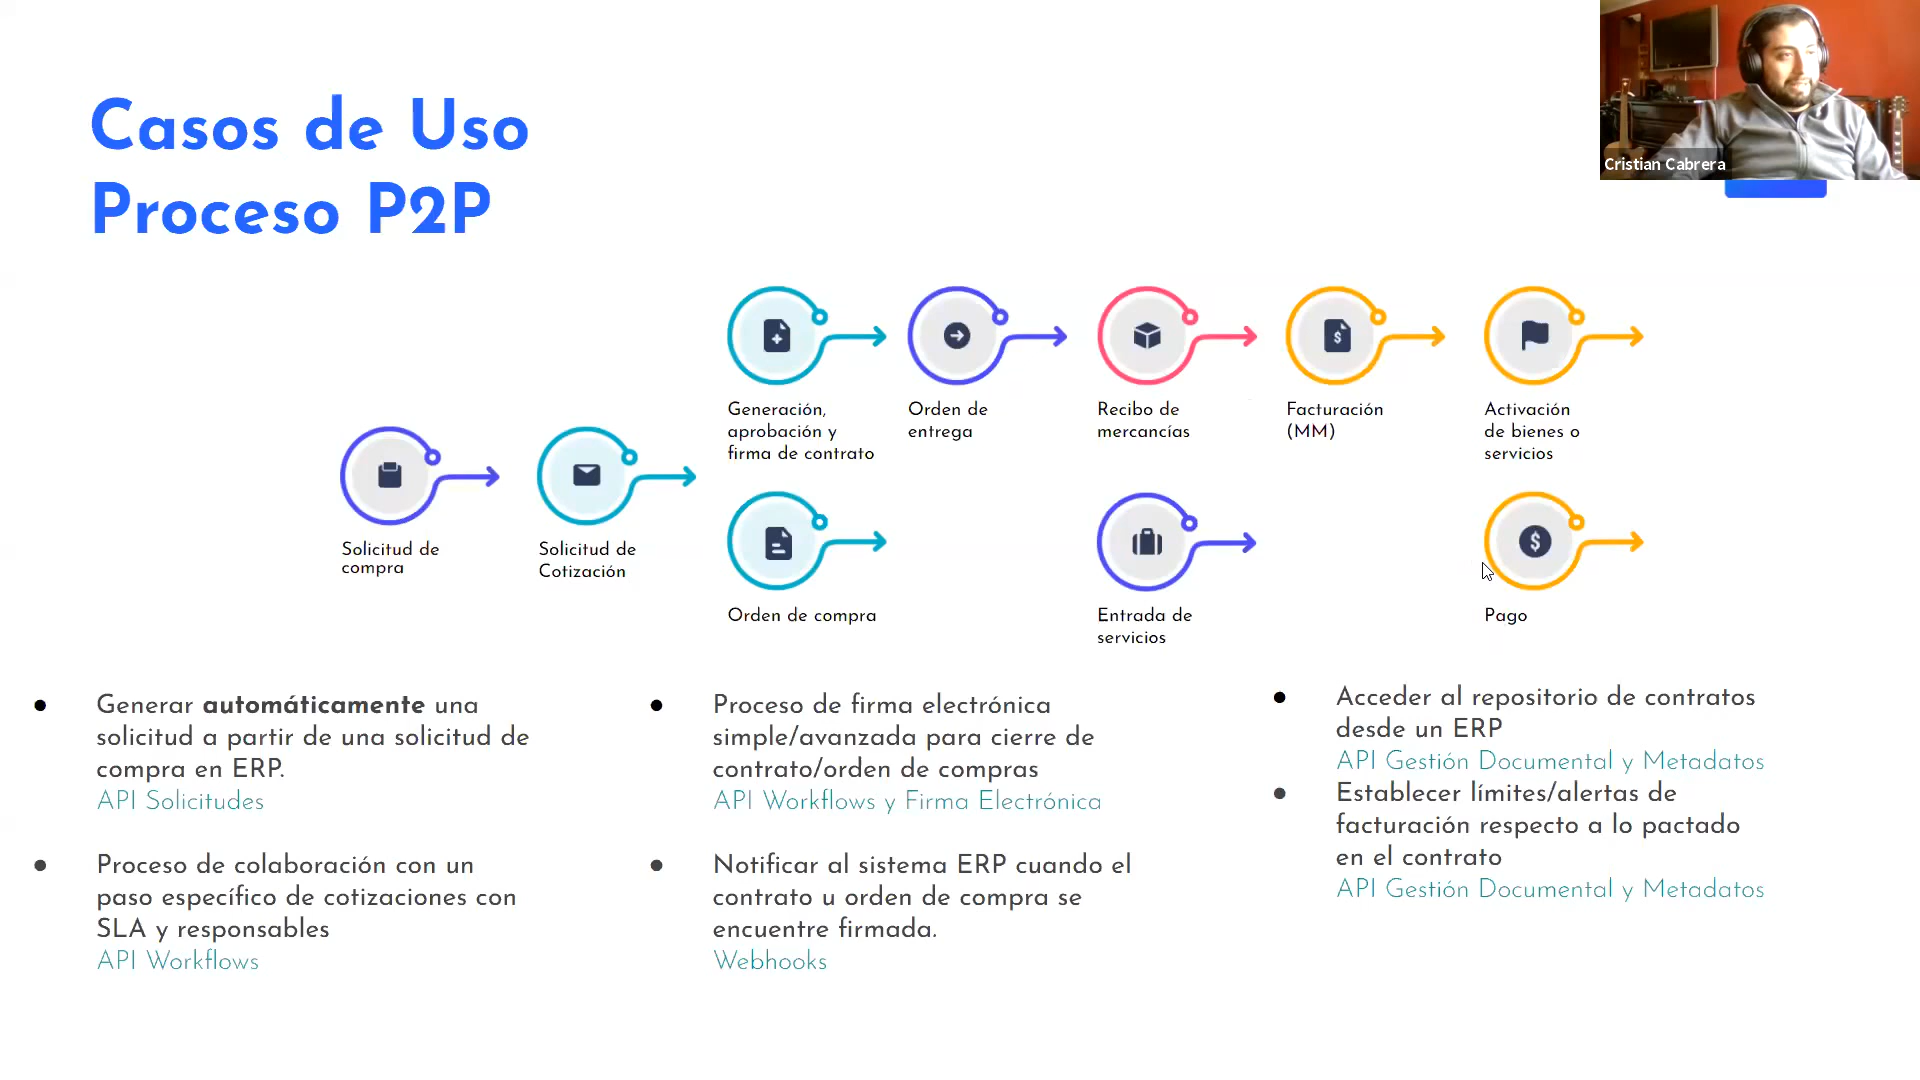 Casos de Uso
Proceso P2P
Cristian Cabrera
Generación,
aprobación y
firma de contrato
Orden de
entrega
Recibo de
mercancías
Facturación
(MM)
Activación
de bienes o
servicios
Solicitud de
compra
Solicitud de
Cotización
Orden de compra
Entrada de
servicios
Pago
Generar automáticamente una
solicitud a partir de una solicitud de
compra en ERP.
API Solicitudes
Proceso de colaboración con un
paso específico de cotizaciones con
SLA y responsables
API Workflows
Proceso de firma electrónica
simple/avanzada para cierre de
contrato/orden de compras
API Workflows y Firma Electrónica
Notificar al sistema ERP cuando el
contrato u orden de compra se
encuentre firmada.
Webhooks
Acceder al repositorio de contratos
desde un ERP
API Gestión Documental y Metadatos
Establecer límites/alertas de
facturación respecto a lo pactado
en el contrato
API Gestión Documental y Metadatos